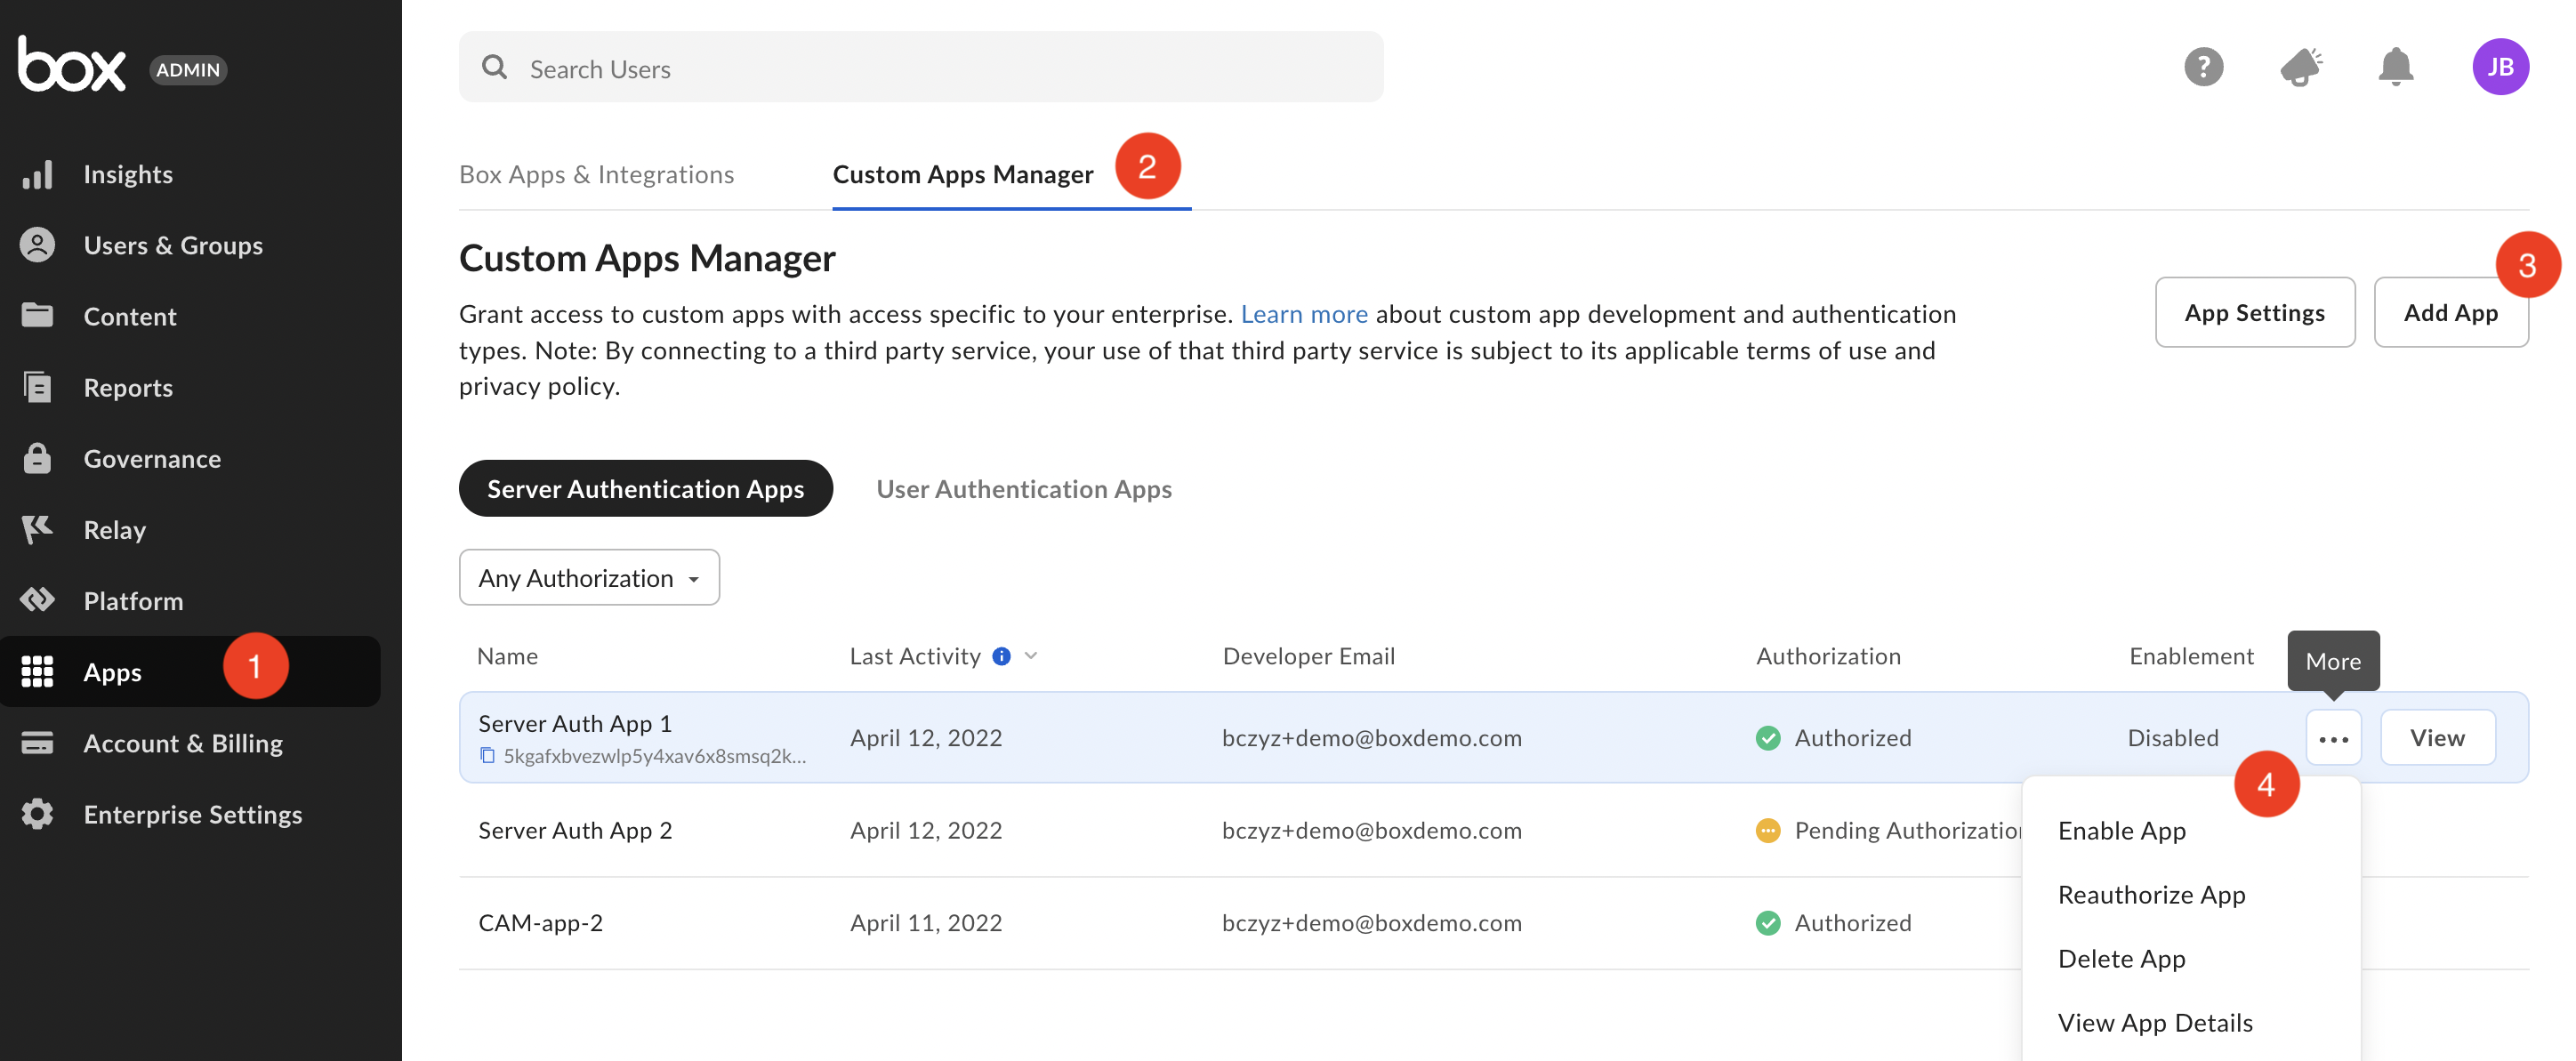 box ADMIN
Search Users
?
JB
Insights
Users & Groups
Content
Reports
Governance
Relay
Platform
Apps
1
Account & Billing
Enterprise Settings
Box Apps & Integrations
Custom Apps Manager
2
Custom Apps Manager
Grant access to custom apps with access specific to your enterprise. Learn more about custom app development and authentication
types. Note: By connecting to a third party service, your use of that third party service is subject to its applicable terms of use and
privacy policy.
App Settings
Add App
3
Server Authentication Apps
User Authentication Apps
Any Authorization
Name
Last Activity
Developer Email
Authorization
Enablement
More
Server Auth App 1
5kgafxbvezwlp5y4xav6x8smsq2k...
April 12, 2022
bczyz+demo@boxdemo.com
Authorized
Disabled
View
4
Server Auth App 2
April 12, 2022
bczyz+demo@boxdemo.com
Pending Authorization
CAM-app-2
April 11, 2022
bczyz+demo@boxdemo.com
Authorized
Enable App
Reauthorize App
Delete App
View App Details